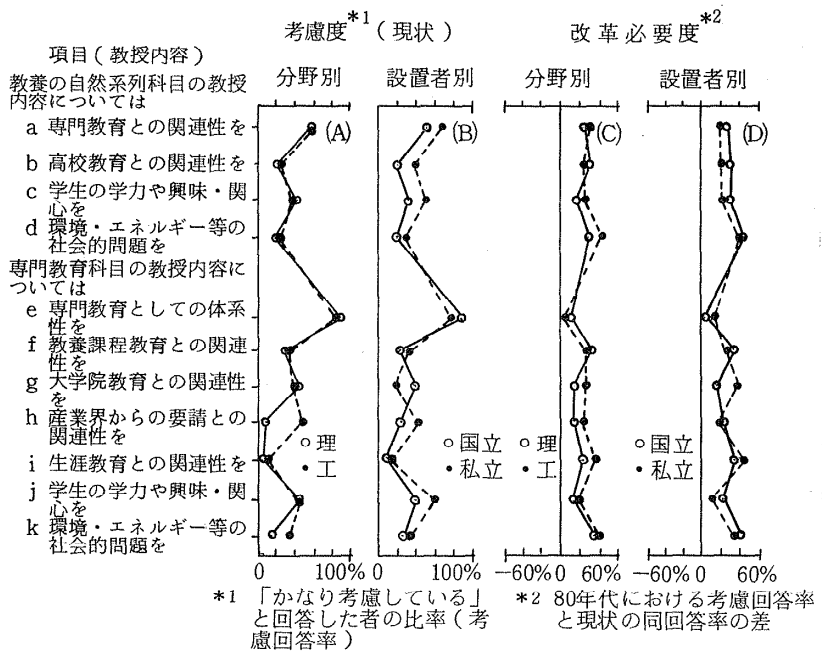 考慮度*1(現状)　改革必要度*2
項目(教授内容)
分野別　設置者別　分野別　設置者別
教養の自然系列科目の教授
内容については
(A)　(B)　(C)　(D)
a 専門教育との関連性を
b 高校教育との関連性を
c 学生の学力や興味・関
心を
d 環境・エネルギー等の
社会的問題を
専門教育科目の教授内容に
ついては
e 専門教育としての体系
性を
f 教養課程教育との関連
性を
g 大学院教育との関連性
を
h 産業界からの要請との
関連性を
○理　○国立　○理　○国立
i 生涯教育との関連性を
●工　●私立　●工　●私立
j 学生の学力や興味・関
心を
k 環境・エネルギー等の
社会的問題を
0　100%　0　100%　−60%　0　60%　−60%　0　60%
*1 「かなり考慮している」
と回答した者の比率(考
慮回答率)
*2 80年代における考慮回答率
と現状の同回答率の差